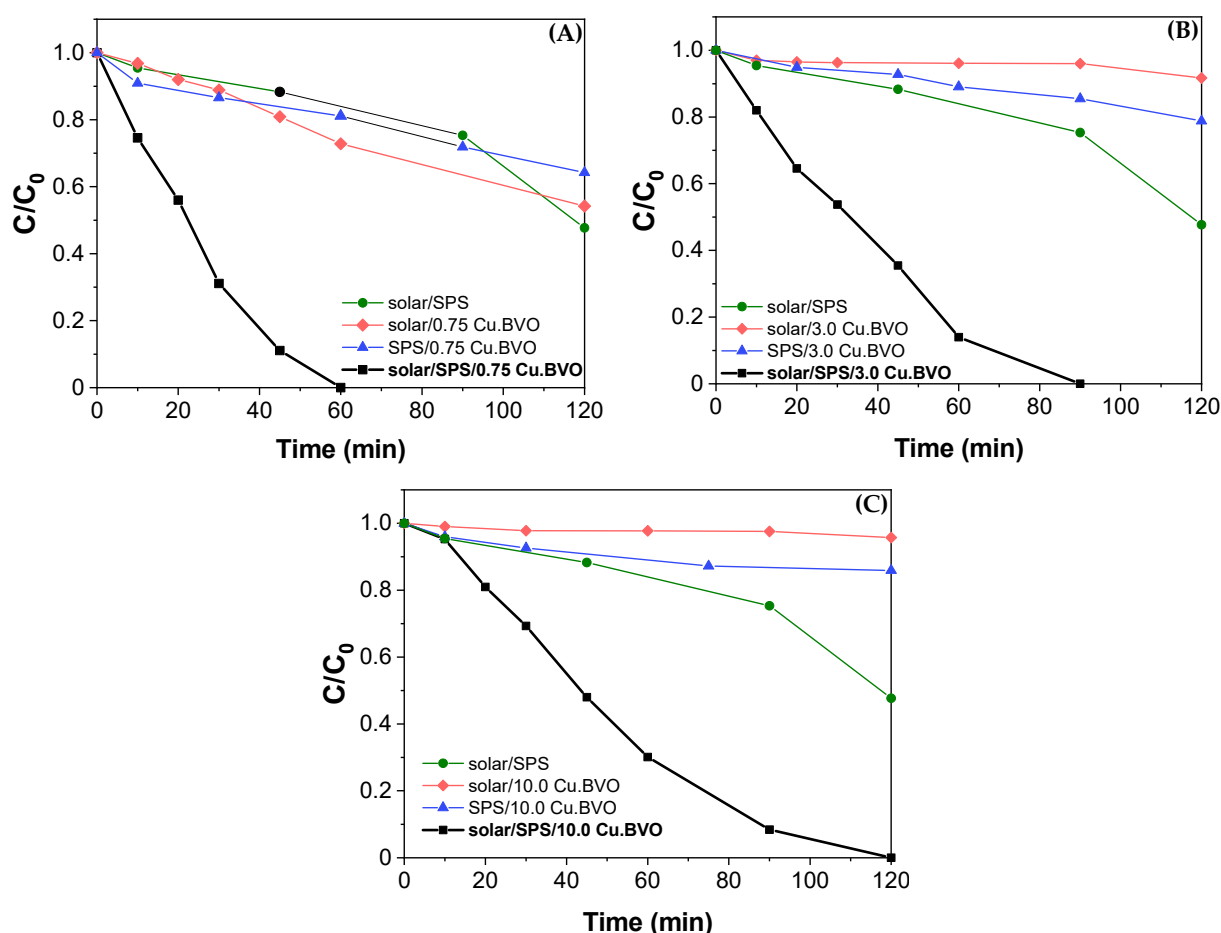 (A)
C/C0
1.0
0.8
0.6
0.4
0.2
0
solar/SPS
solar/0.75 Cu.BVO
SPS/0.75 Cu.BVO
solar/SPS/0.75 Cu.BVO
0 20 40 60 80 100 120
Time (min)
(B)
C/C0
1.0
0.8
0.6
0.4
0.2
0
solar/SPS
solar/3.0 Cu.BVO
SPS/3.0 Cu.BVO
solar/SPS/3.0 Cu.BVO
0 20 40 60 80 100 120
Time (min)
(C)
C/C0
1.0
0.8
0.6
0.4
0.2
0
solar/SPS
solar/10.0 Cu.BVO
SPS/10.0 Cu.BVO
solar/SPS/10.0 Cu.BVO
0 20 40 60 80 100 120
Time (min)